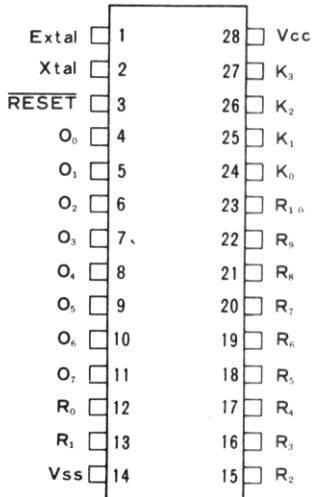 Extal 1 28 Vcc
Xtal 2 27 K₃
RESET 3 26 K₂
O₀ 4 25 K₁
O₁ 5 24 K₀
O₂ 6 23 R₁₀
O₃ 7 22 R₉
O₄ 8 21 R₈
O₅ 9 20 R₇
O₆ 10 19 R₆
O₇ 11 18 R₅
R₀ 12 17 R₄
R₁ 13 16 R₃
Vss 14 15 R₂